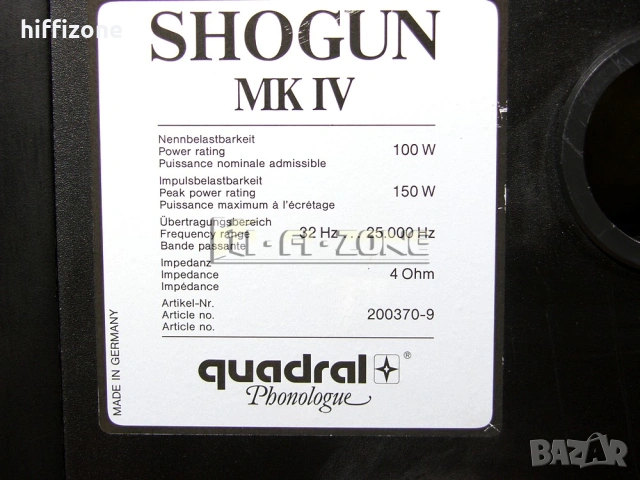 hiffizone
SHOGUN
MK IV
Nennbelastbarkeit
Power rating 100 W
Puissance nominale admissible
Impulsbelastbarkeit
Peak power rating 150 W
Puissance maximum à l'écrétage
Übertragungsbereich
Frequency range 32 Hz . . . 25.000 Hz
Bande passante
HI-FI-ZONE
Impedanz
Impedance 4 Ohm
Impédance
Artikel-Nr.
Article no. 200370-9
Article no.
MADE IN GERMANY
quadral ®
Phonologue
BAZAR